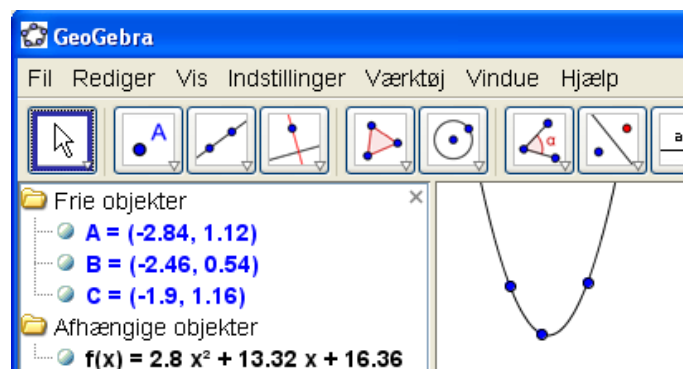 GeoGebra
Fil Rediger Vis Indstillinger Værktøj Vindue Hjælp
A α a
Frie objekter
A = (-2.84, 1.12)
B = (-2.46, 0.54)
C = (-1.9, 1.16)
Afhængige objekter
f(x) = 2.8 x² + 13.32 x + 16.36